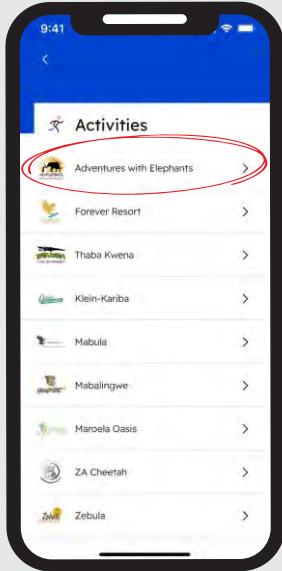 9:41
Activities
Adventures with Elephants
Forever Resort
Thaba Kwena
Klein-Kariba
Mabula
Mabalingwe
Maroela Oasis
ZA Cheetah
Zebula